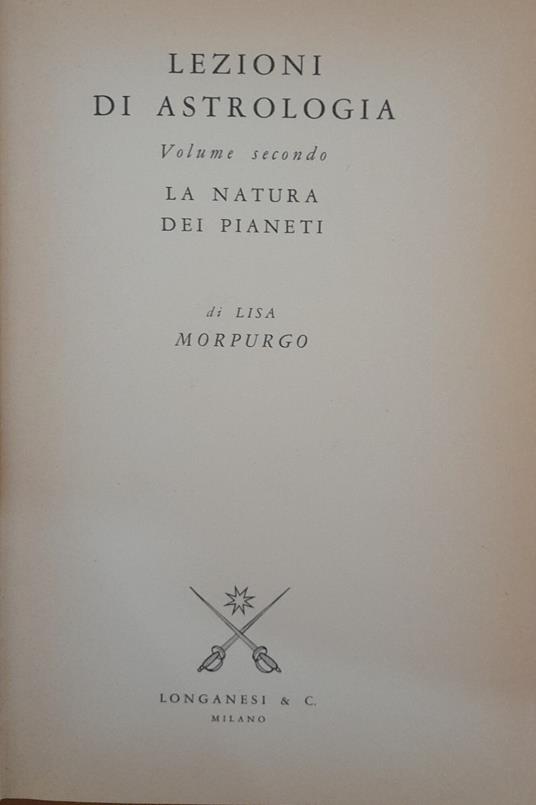 LEZIONI
DI ASTROLOGIA
Volume secondo
LA NATURA
DEI PIANETI
di LISA
MORPURGO
LONGANESI & C.
MILANO